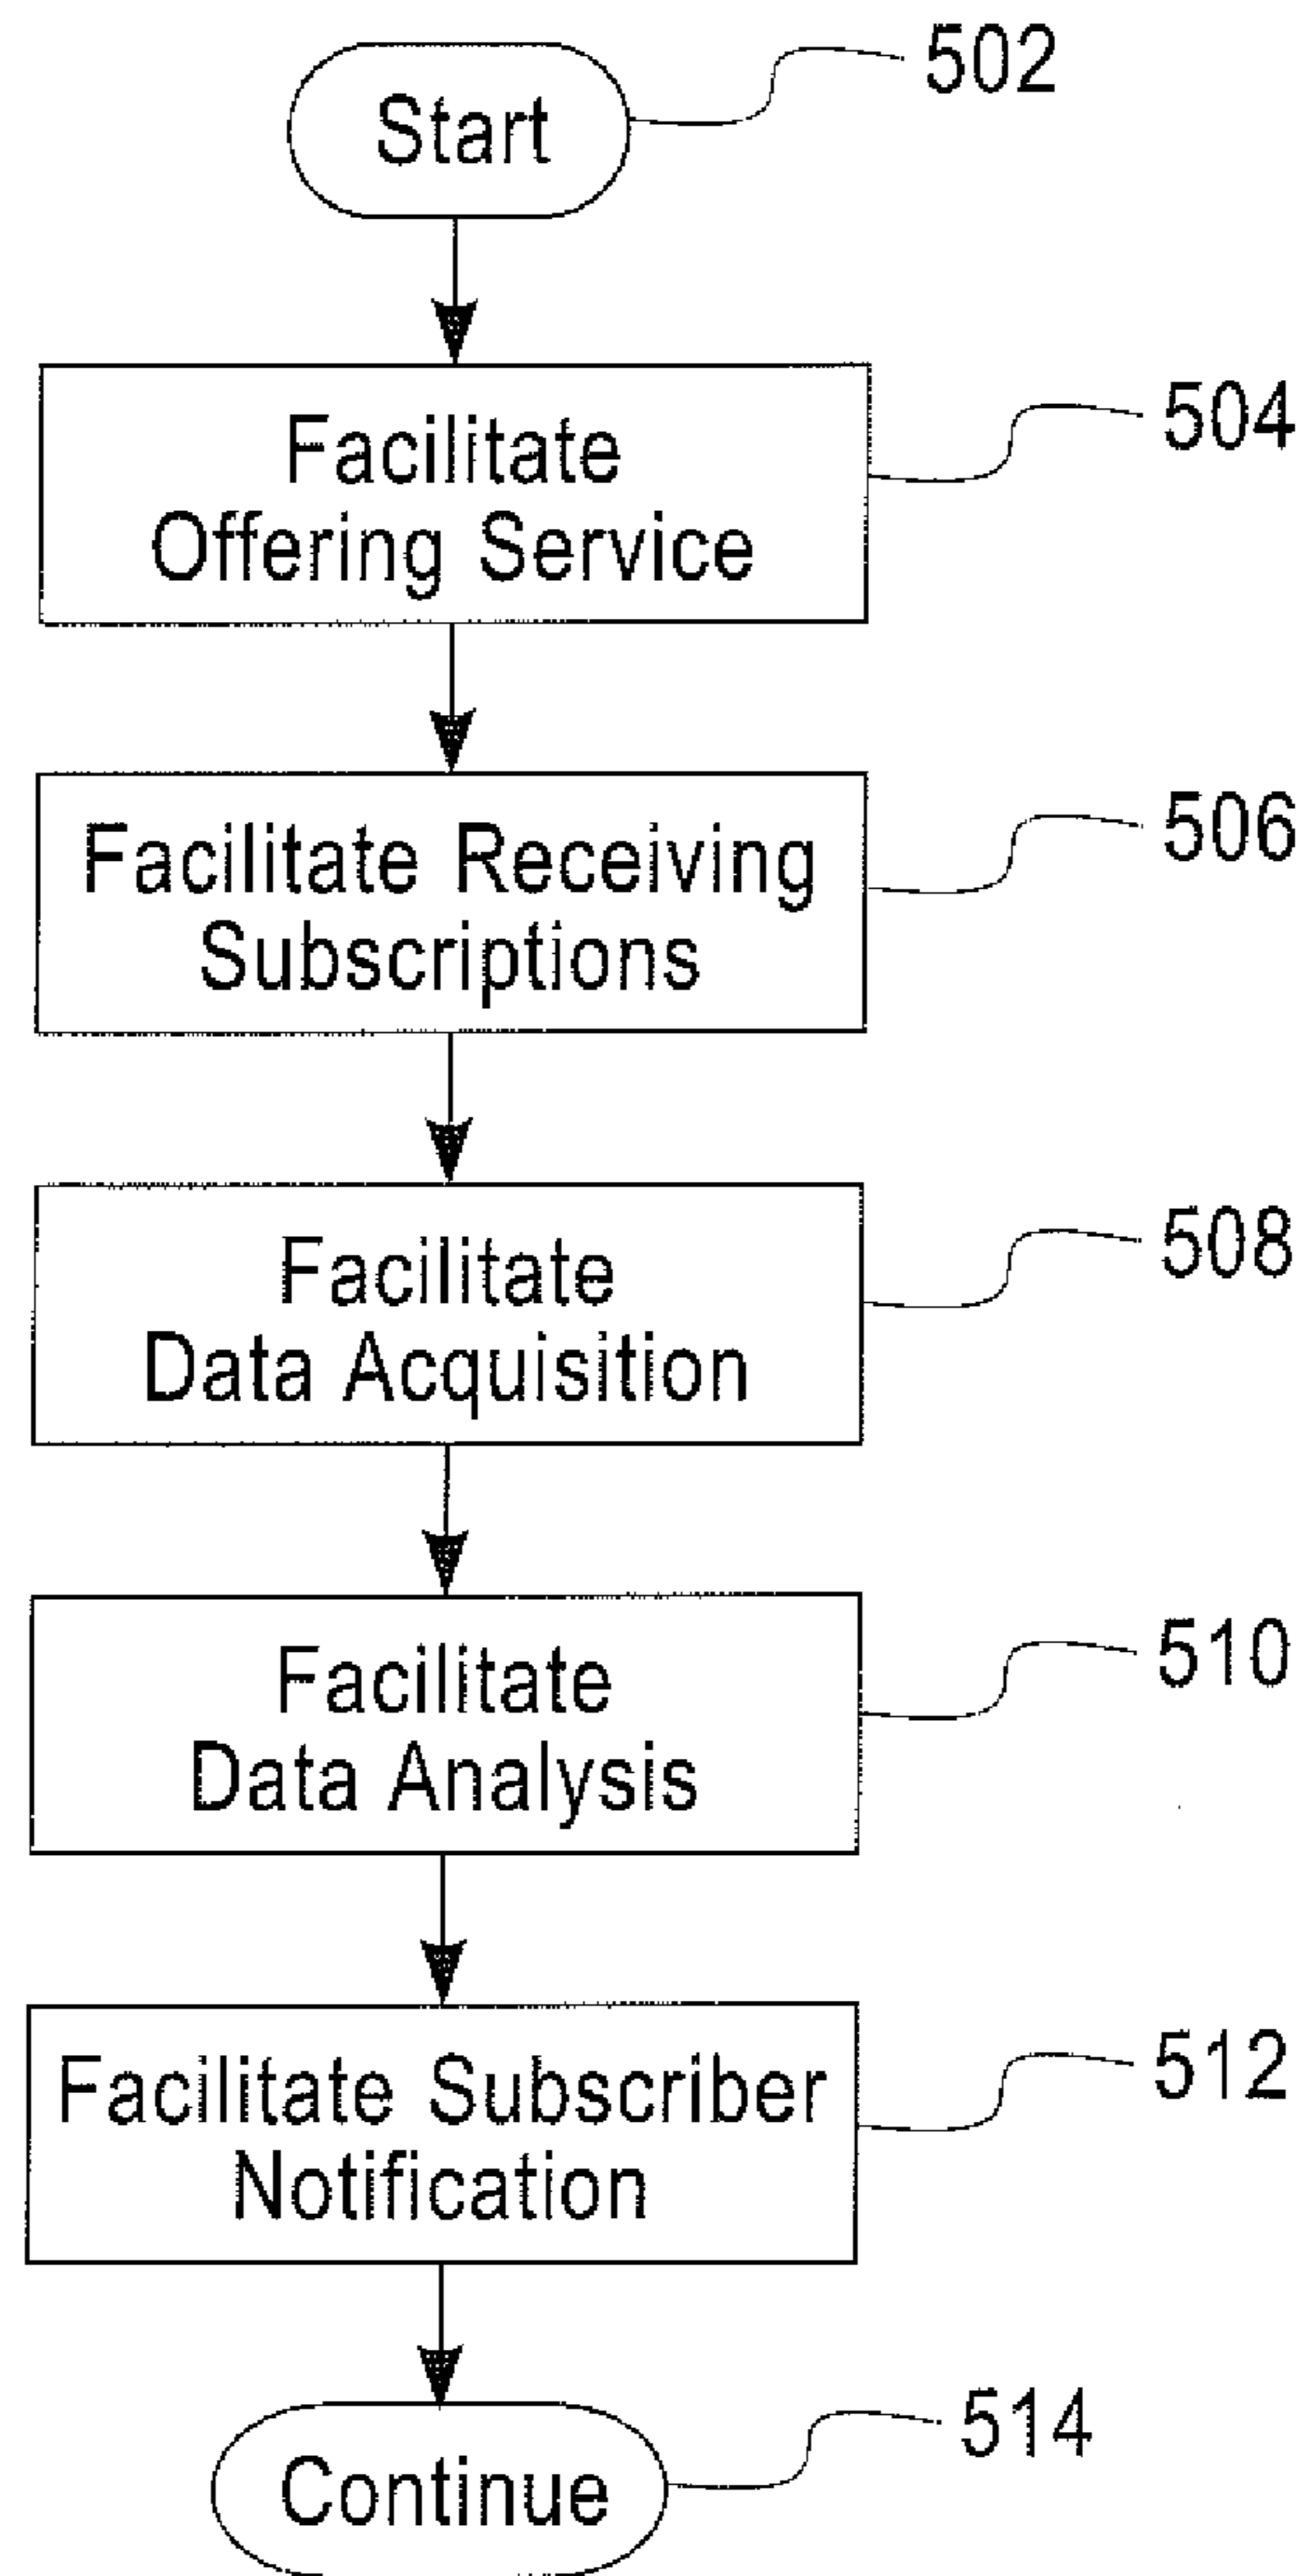 502
Start
504
Facilitate
Offering Service
506
Facilitate Receiving
Subscriptions
508
Facilitate
Data Acquisition
510
Facilitate
Data Analysis
512
Facilitate Subscriber
Notification
514
Continue